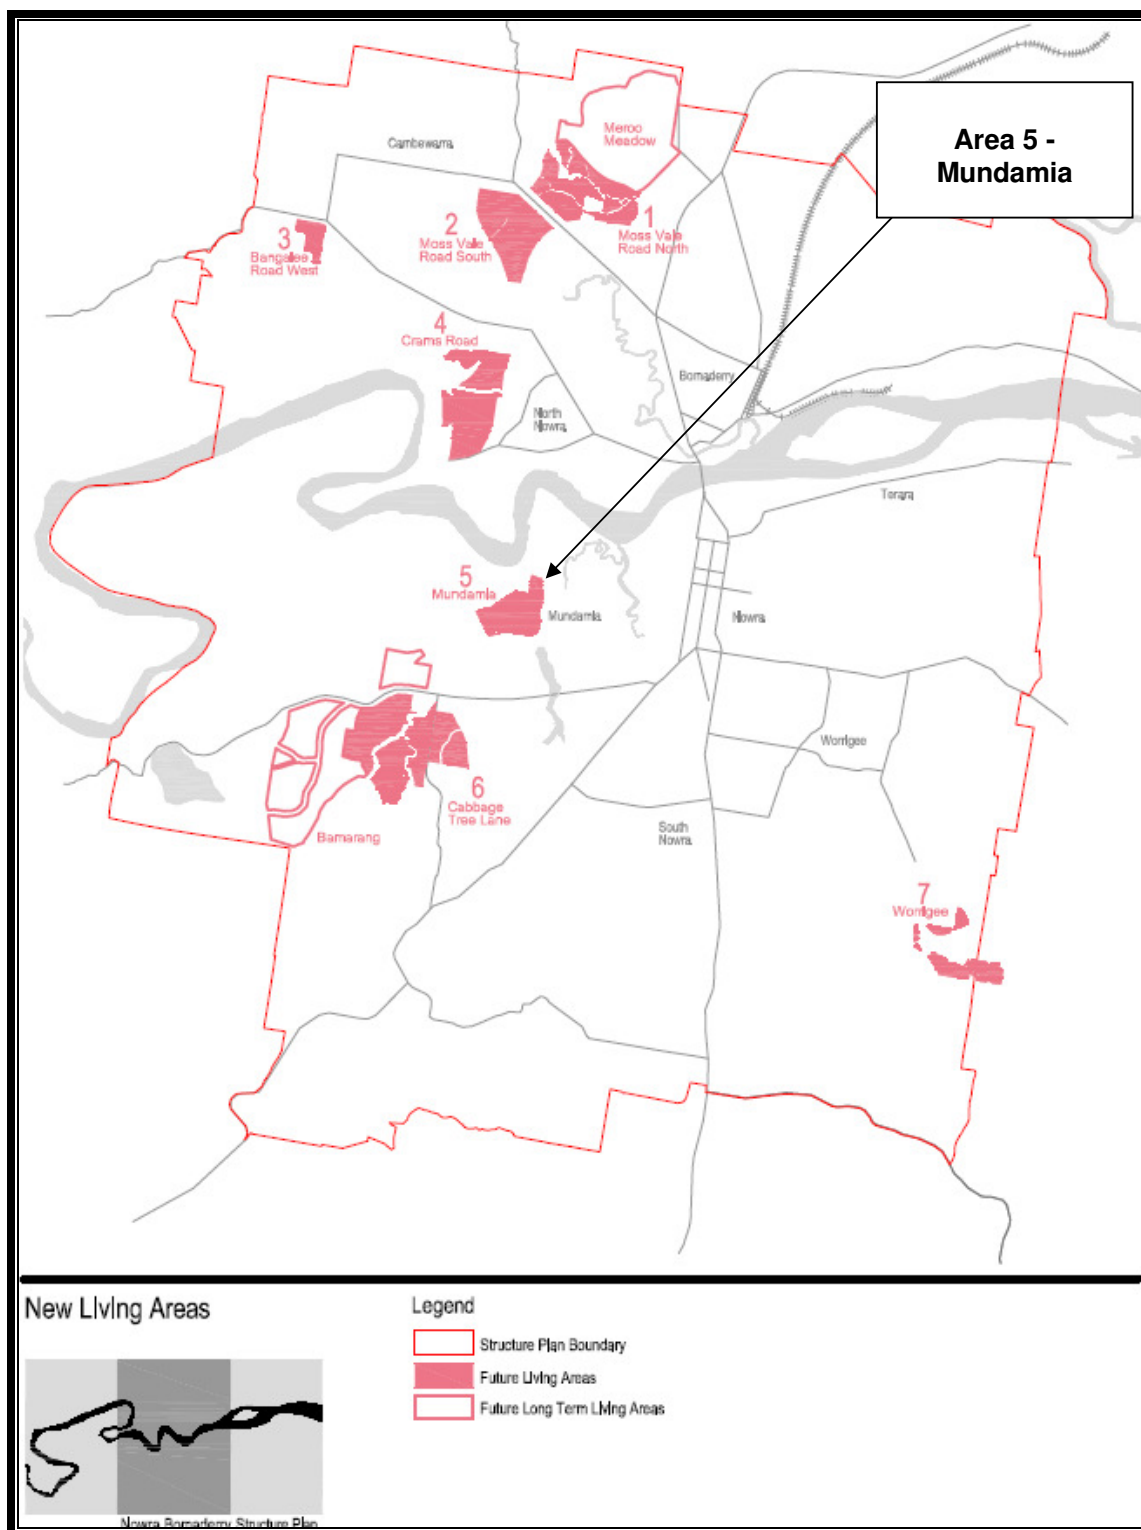 Area 5 -
Mundamia
Meroo
Meadow
Cambewarra
1
Moss Vale
Road North
2
Moss Vale
Road South
3
Bangalee
Road West
4
Crams Road
North
Nowra
Bomaderry
Terara
5
Mundamia
Mundamia
Nowra
Worrigee
6
Cabbage
Tree Lane
Bamarang
South
Nowra
7
Worrigee
New Living Areas
Legend
Structure Plan Boundary
Future Living Areas
Future Long Term Living Areas
Nowra Bomaderry Structure Plan